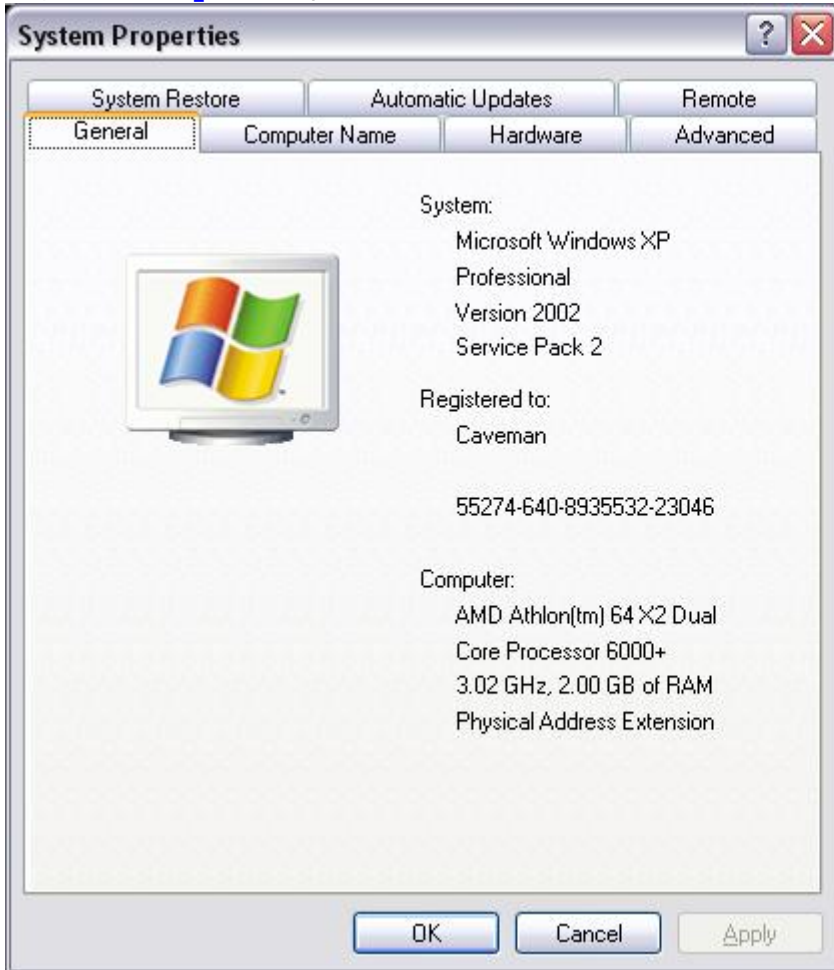 System Properties
System Restore Automatic Updates Remote
General Computer Name Hardware Advanced
System:
Microsoft Windows XP
Professional
Version 2002
Service Pack 2
Registered to:
Caveman
55274-640-8935532-23046
Computer:
AMD Athlon(tm) 64 X2 Dual
Core Processor 6000+
3.02 GHz, 2.00 GB of RAM
Physical Address Extension
OK Cancel Apply